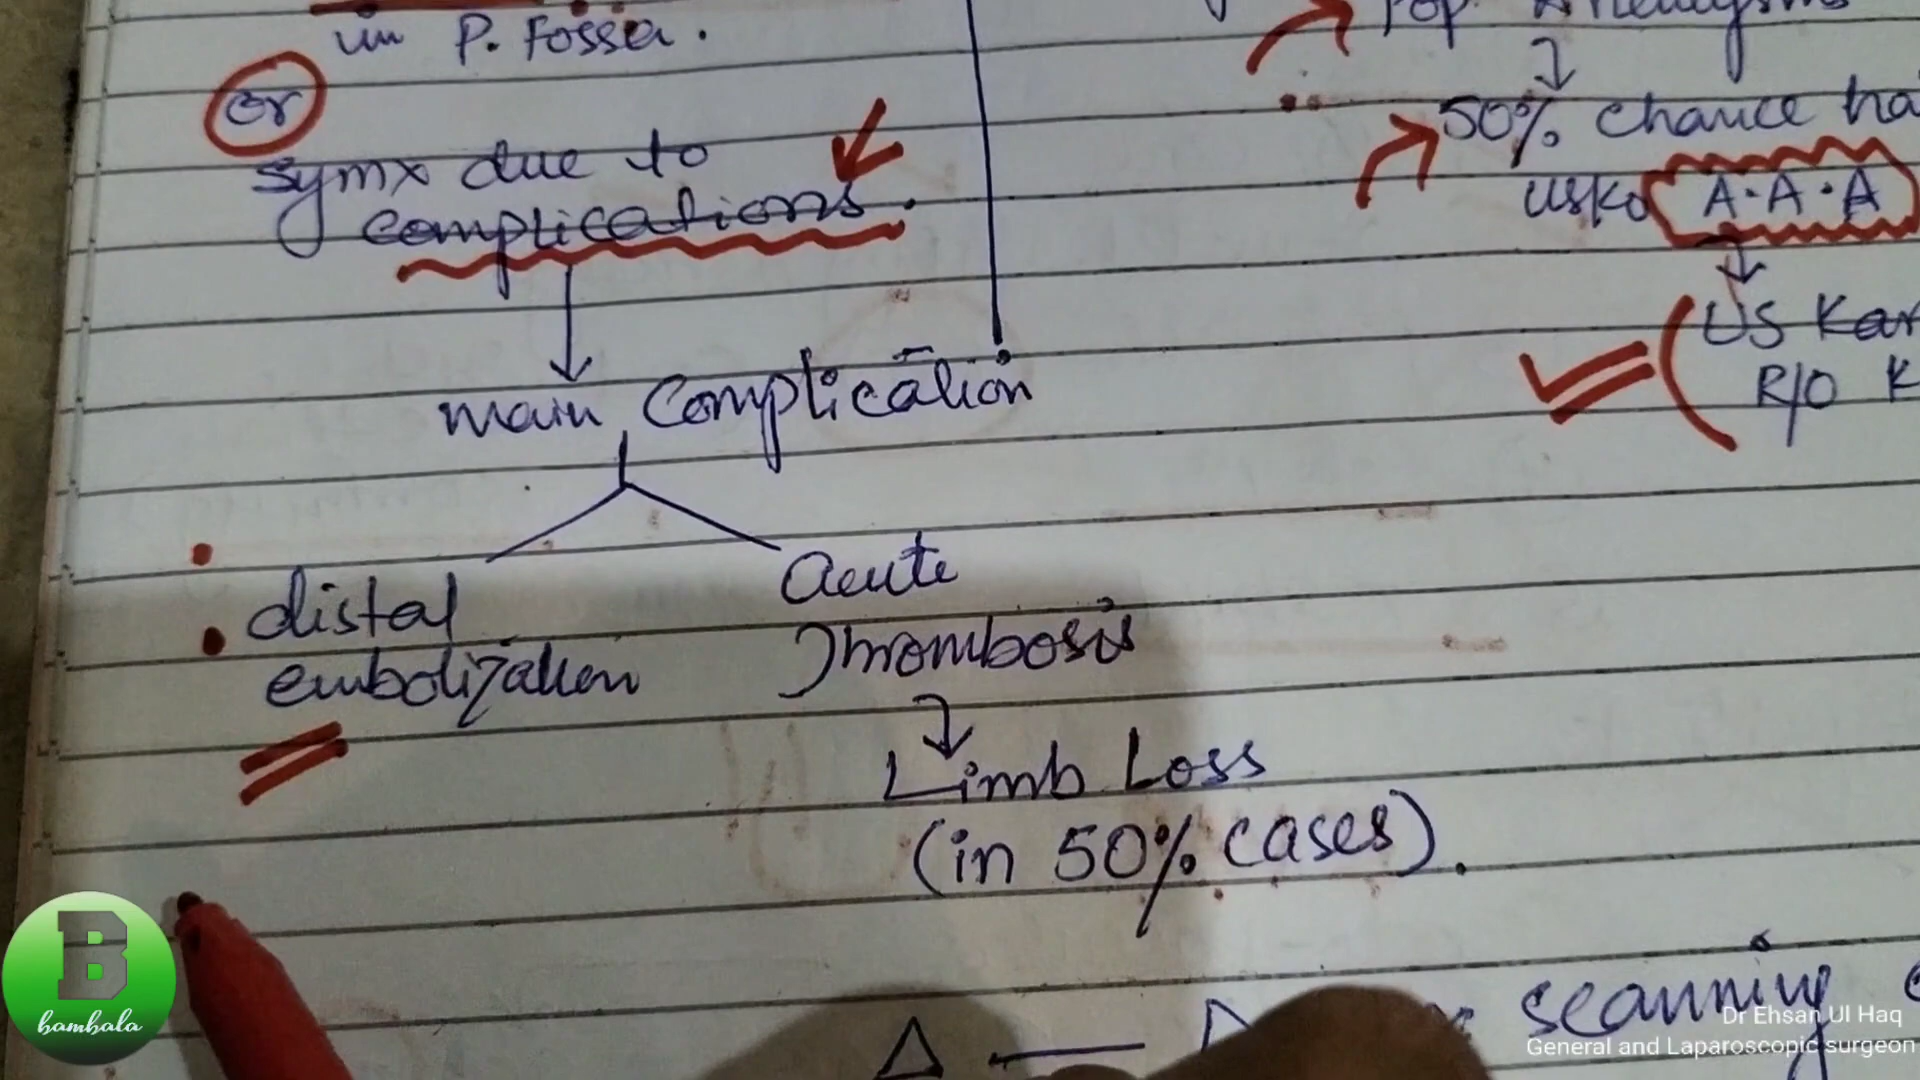 in P. Fossa.
or
symx due to
complications.
main Complication
distal
embolization
Acute
Thrombosis
Limb Loss
(in 50% cases).
Pop.
50% chance
usko A.A.A
US Kar
R/O K
Δ —
scanning
B
bambala
Dr Ehsan Ul Haq
General and Laparoscopic surgeon